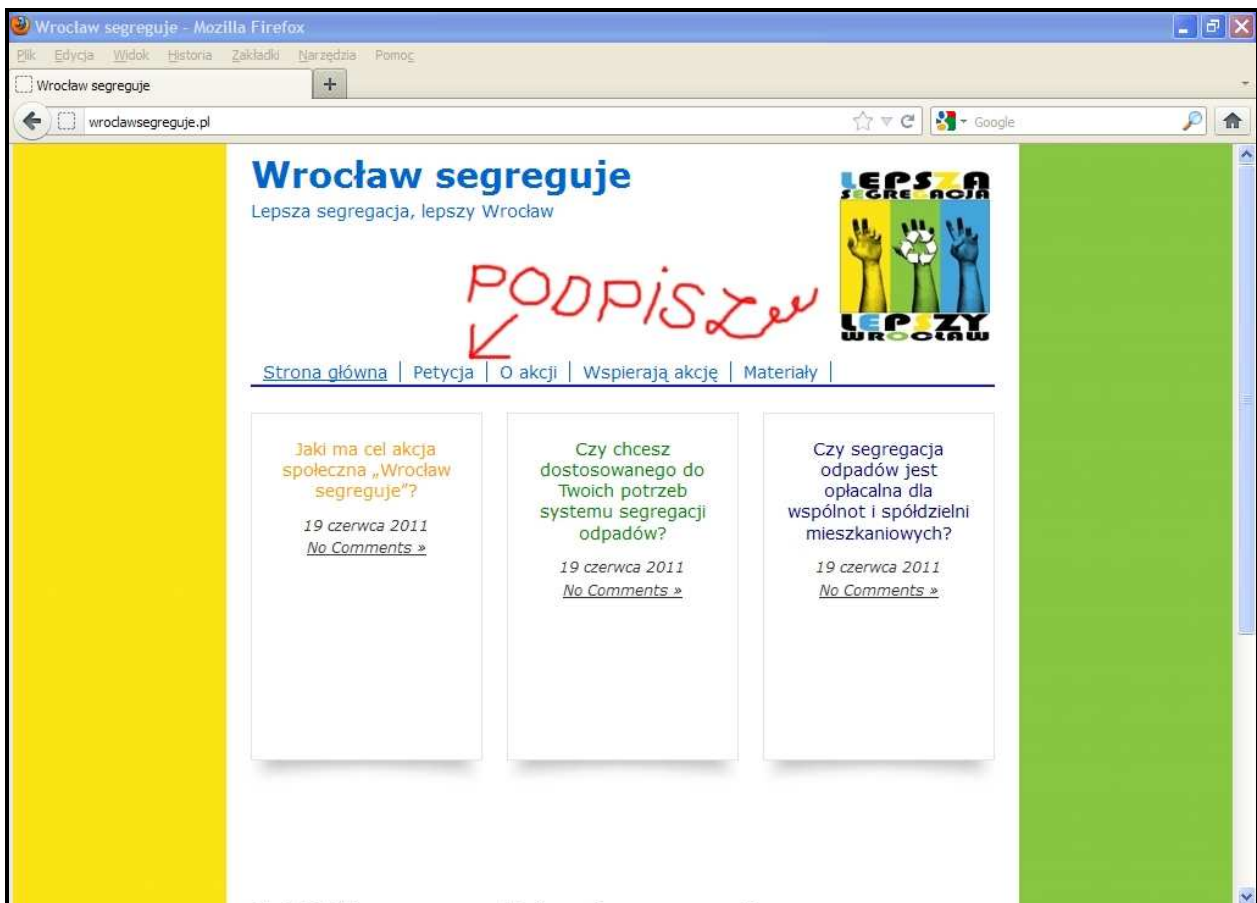 Wrocław segreguje - Mozilla Firefox
Plik Edycja Widok Historia Zakładki Narzędzia Pomoc
Wrocław segreguje
wroclawsegreguje.pl
Google
Wrocław segreguje
Lepsza segregacja, lepszy Wrocław
LEPSZA
SEGREGACJA
LEPSZY
WROCŁAW
PODPISZ
Strona główna | Petycja | O akcji | Wspierają akcję | Materiały |
Jaki ma cel akcja
społeczna „Wrocław
segreguje”?
19 czerwca 2011
No Comments »
Czy chcesz
dostosowanego do
Twoich potrzeb
systemu segregacji
odpadów?
19 czerwca 2011
No Comments »
Czy segregacja
odpadów jest
opłacalna dla
wspólnot i spółdzielni
mieszkaniowych?
19 czerwca 2011
No Comments »